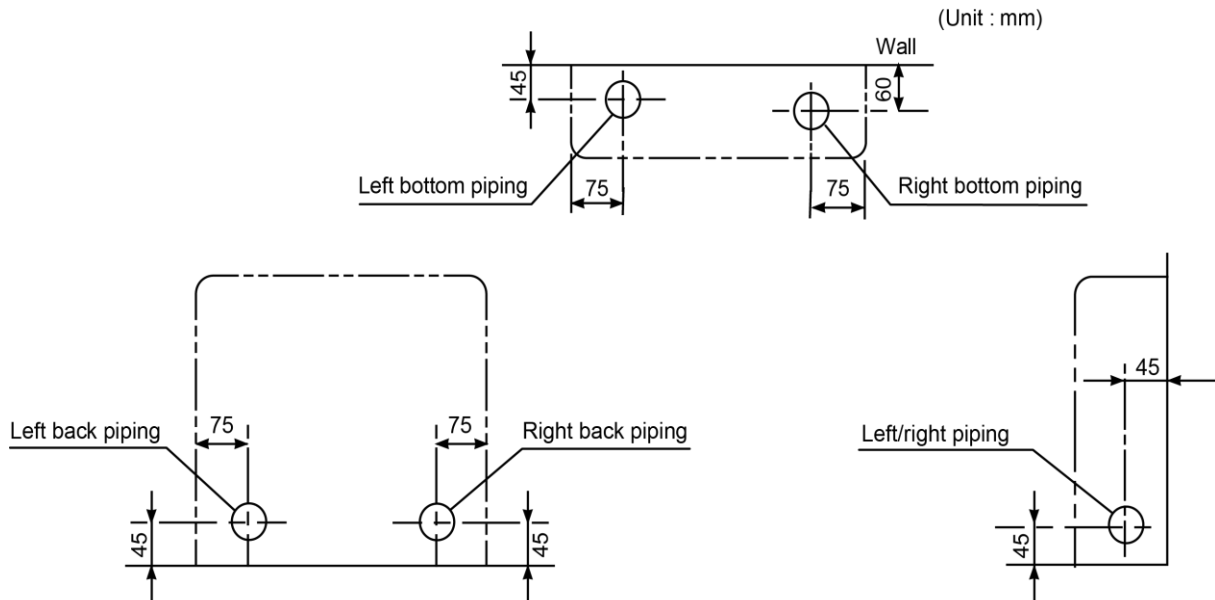 (Unit : mm)
Wall
45
60
Left bottom piping
75
75
Right bottom piping
Left back piping
75
75
Right back piping
45
45
45
Left/right piping
45